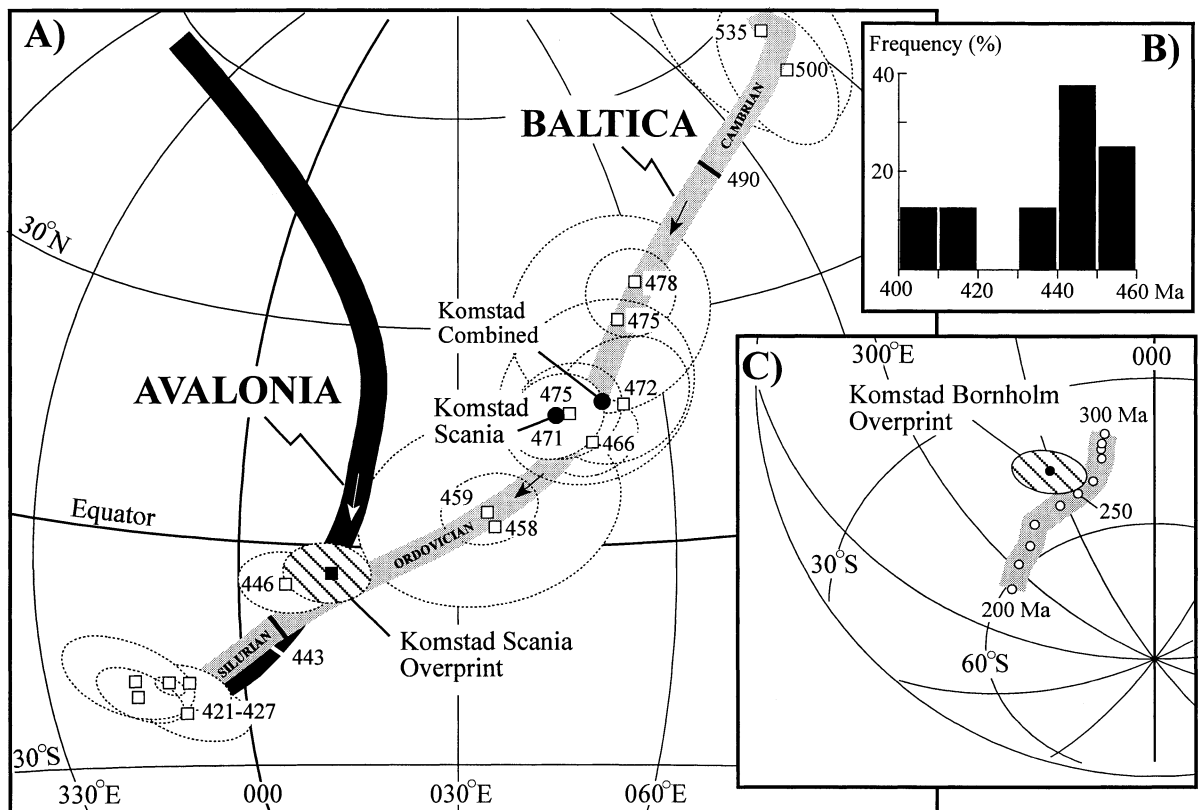 A)
535
500
BALTICA
CAMBRIAN
490
30°N
478
Komstad
Combined
475
AVALONIA
475
472
Komstad
Scania
471
466
Equator
459
458
ORDOVICIAN
446
Komstad Scania
Overprint
SILURIAN
443
421-427
30°S
330°E
000
030°E
060°E
B)
Frequency (%)
40
20
400
420
440
460 Ma
C)
300°E
000
Komstad Bornholm
Overprint
300 Ma
250
30°S
200 Ma
60°S